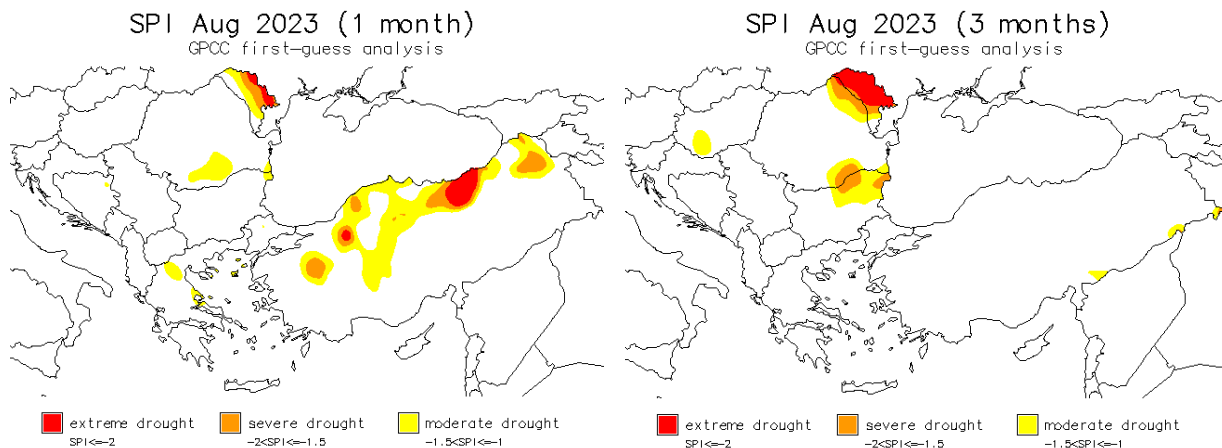 SPI Aug 2023 (1 month)
GPCC first-guess analysis
extreme drought
SPI<=-2
severe drought
-2<SPI<=-1.5
moderate drought
-1.5<SPI<=-1
SPI Aug 2023 (3 months)
GPCC first-guess analysis
extreme drought
SPI<=-2
severe drought
-2<SPI<=-1.5
moderate drought
-1.5<SPI<=-1